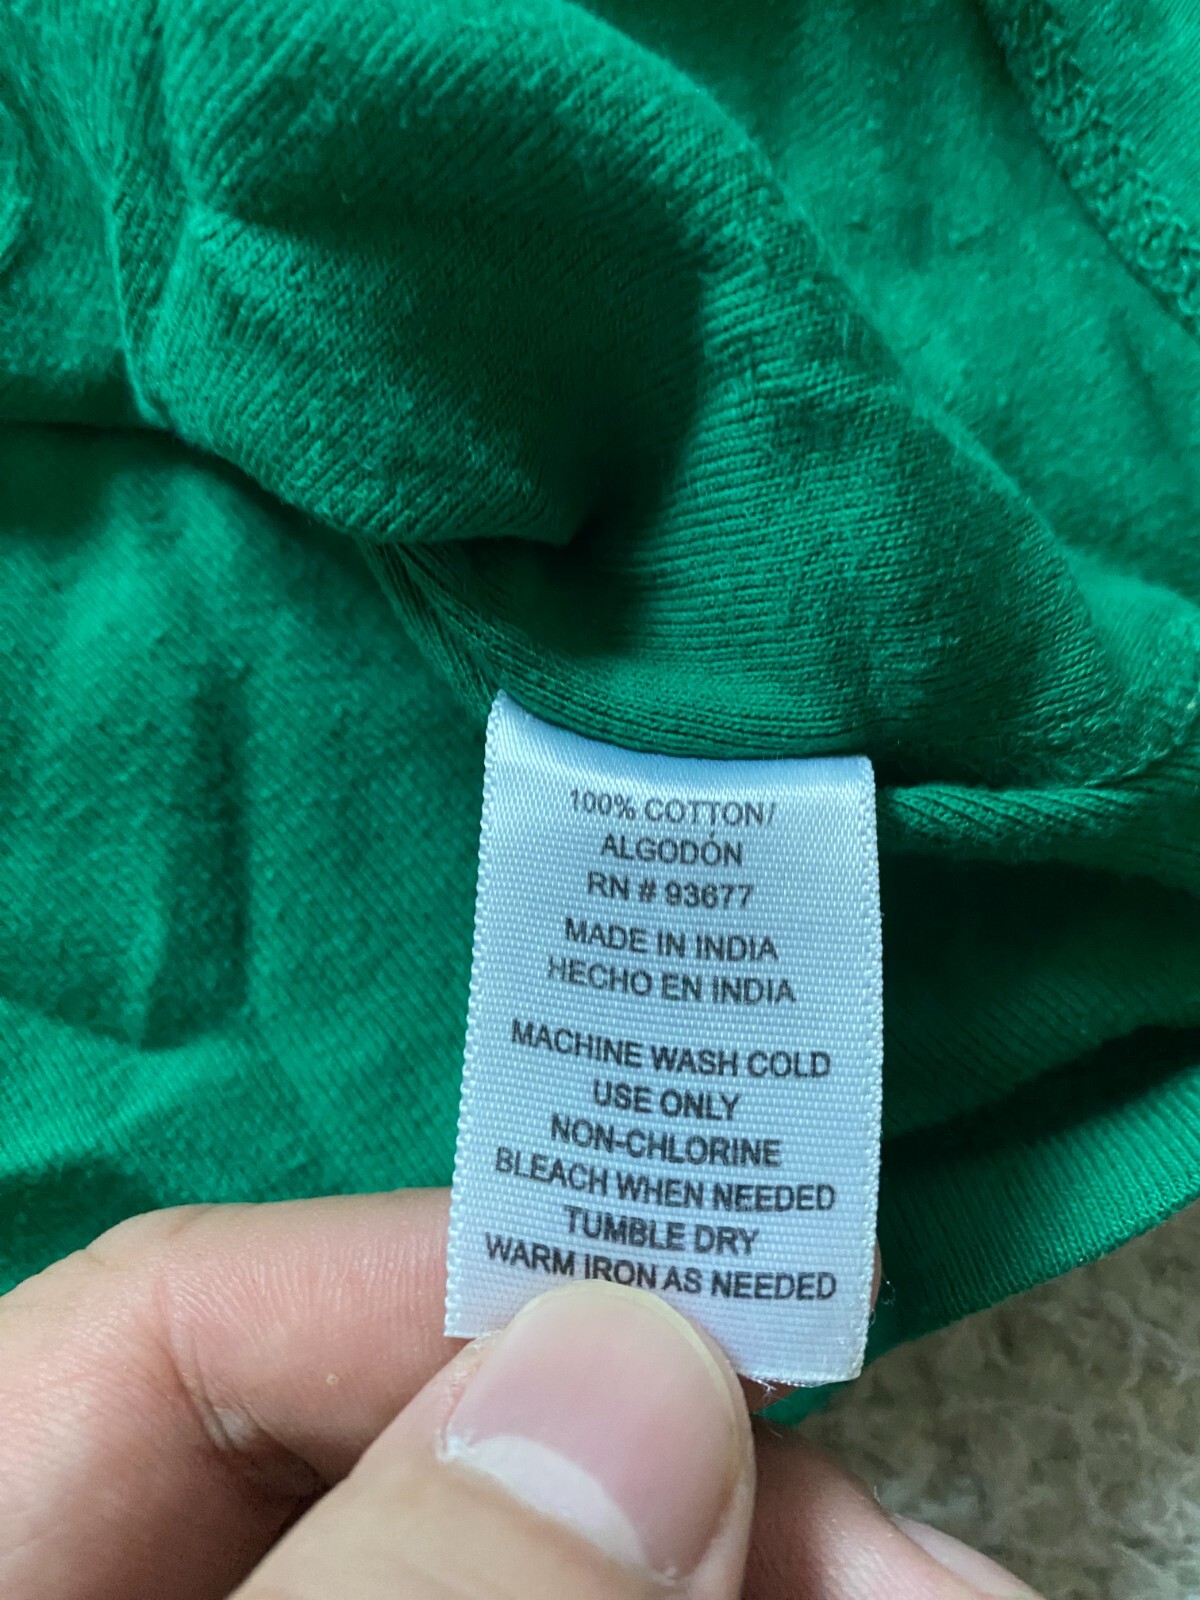 100% COTTON/
ALGODÓN
RN # 93677
MADE IN INDIA
HECHO EN INDIA
MACHINE WASH COLD
USE ONLY
NON-CHLORINE
BLEACH WHEN NEEDED
TUMBLE DRY
WARM IRON AS NEEDED